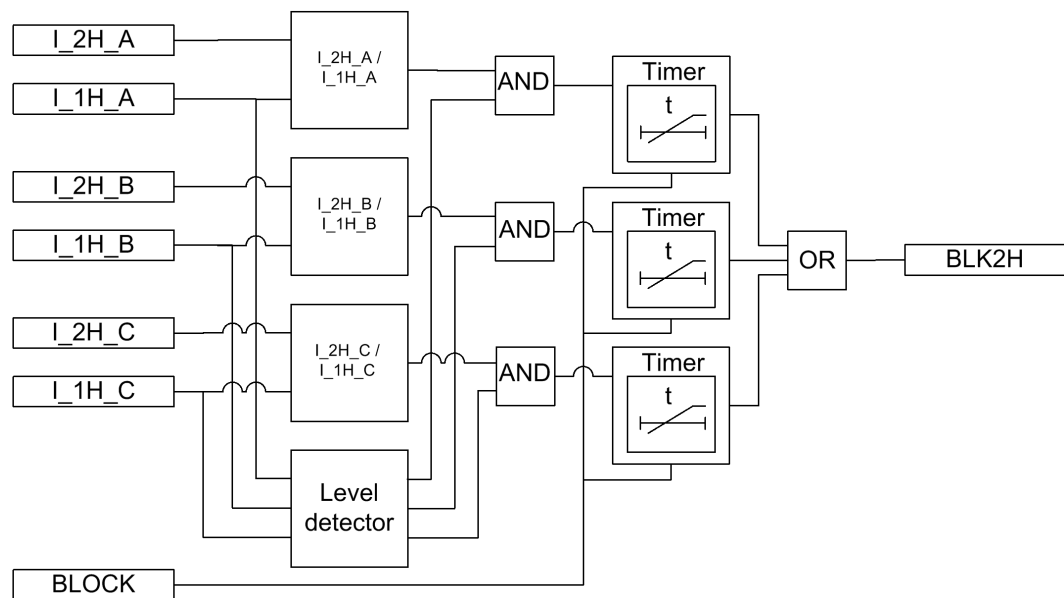 I_2H_A
I_1H_A
I_2H_A /
I_1H_A
AND
Timer
t
I_2H_B
I_1H_B
I_2H_B /
I_1H_B
AND
Timer
t
OR
BLK2H
I_2H_C
I_1H_C
I_2H_C /
I_1H_C
AND
Timer
t
Level
detector
BLOCK